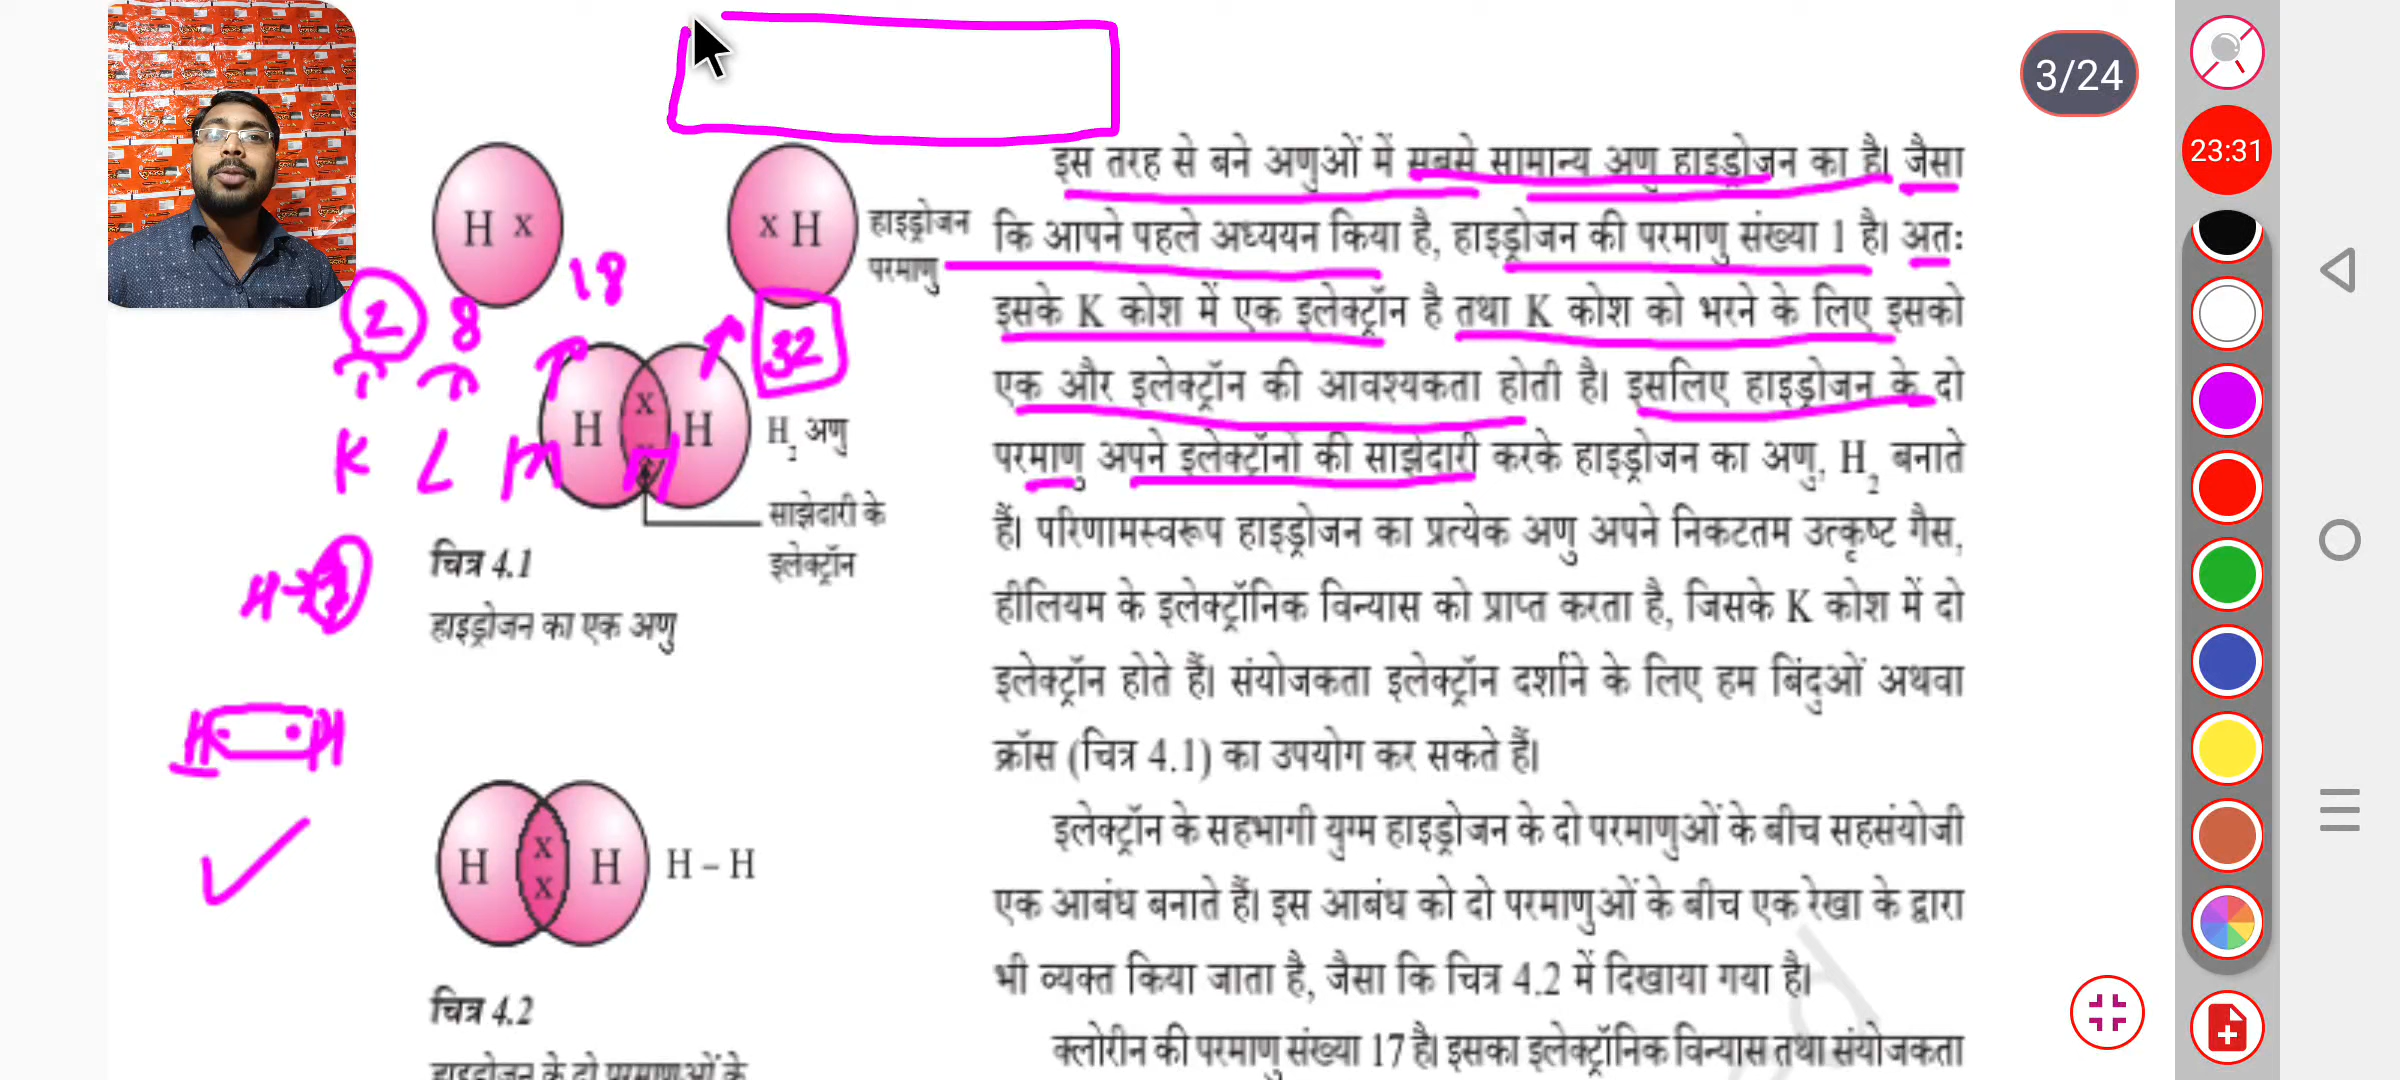 3/24
23:31
H x
x H
हाइड्रोजन
परमाणु
2
8
18
32
H
x
H
H2 अणु
K L M N
साझेदारी के
इलेक्ट्रॉन
चित्र 4.1
हाइड्रोजन का एक अणु
H
H
H
H
x
x
H
H – H
चित्र 4.2
हाइड्रोजन के दो परमाणुओं के
इस तरह से बने अणुओं में सबसे सामान्य अणु हाइड्रोजन का है। जैसा
कि आपने पहले अध्ययन किया है, हाइड्रोजन की परमाणु संख्या 1 है। अतः
इसके K कोश में एक इलेक्ट्रॉन है तथा K कोश को भरने के लिए इसको
एक और इलेक्ट्रॉन की आवश्यकता होती है। इसलिए हाइड्रोजन के दो
परमाणु अपने इलेक्ट्रॉनों की साझेदारी करके हाइड्रोजन का अणु, H2 बनाते
हैं। परिणामस्वरूप हाइड्रोजन का प्रत्येक अणु अपने निकटतम उत्कृष्ट गैस,
हीलियम के इलेक्ट्रॉनिक विन्यास को प्राप्त करता है, जिसके K कोश में दो
इलेक्ट्रॉन होते हैं। संयोजकता इलेक्ट्रॉन दर्शाने के लिए हम बिंदुओं अथवा
क्रॉस (चित्र 4.1) का उपयोग कर सकते हैं।
इलेक्ट्रॉन के सहभागी युग्म हाइड्रोजन के दो परमाणुओं के बीच सहसंयोजी
एक आबंध बनाते हैं। इस आबंध को दो परमाणुओं के बीच एक रेखा के द्वारा
भी व्यक्त किया जाता है, जैसा कि चित्र 4.2 में दिखाया गया है।
क्लोरीन की परमाणु संख्या 17 है। इसका इलेक्ट्रॉनिक विन्यास तथा संयोजकता